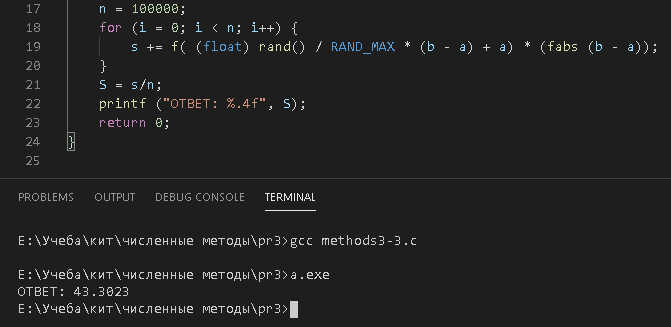 17 n = 100000;
18 for (i = 0; i < n; i++) {
19 s += f( (float) rand() / RAND_MAX * (b - a) + a) * (fabs (b - a));
20 }
21 S = s/n;
22 printf ("ОТВЕТ: %.4f", S);
23 return 0;
24 }
25
PROBLEMS OUTPUT DEBUG CONSOLE TERMINAL
E:\Учеба\кит\численные методы\pr3>gcc methods3-3.c
E:\Учеба\кит\численные методы\pr3>a.exe
ОТВЕТ: 43.3023
E:\Учеба\кит\численные методы\pr3>